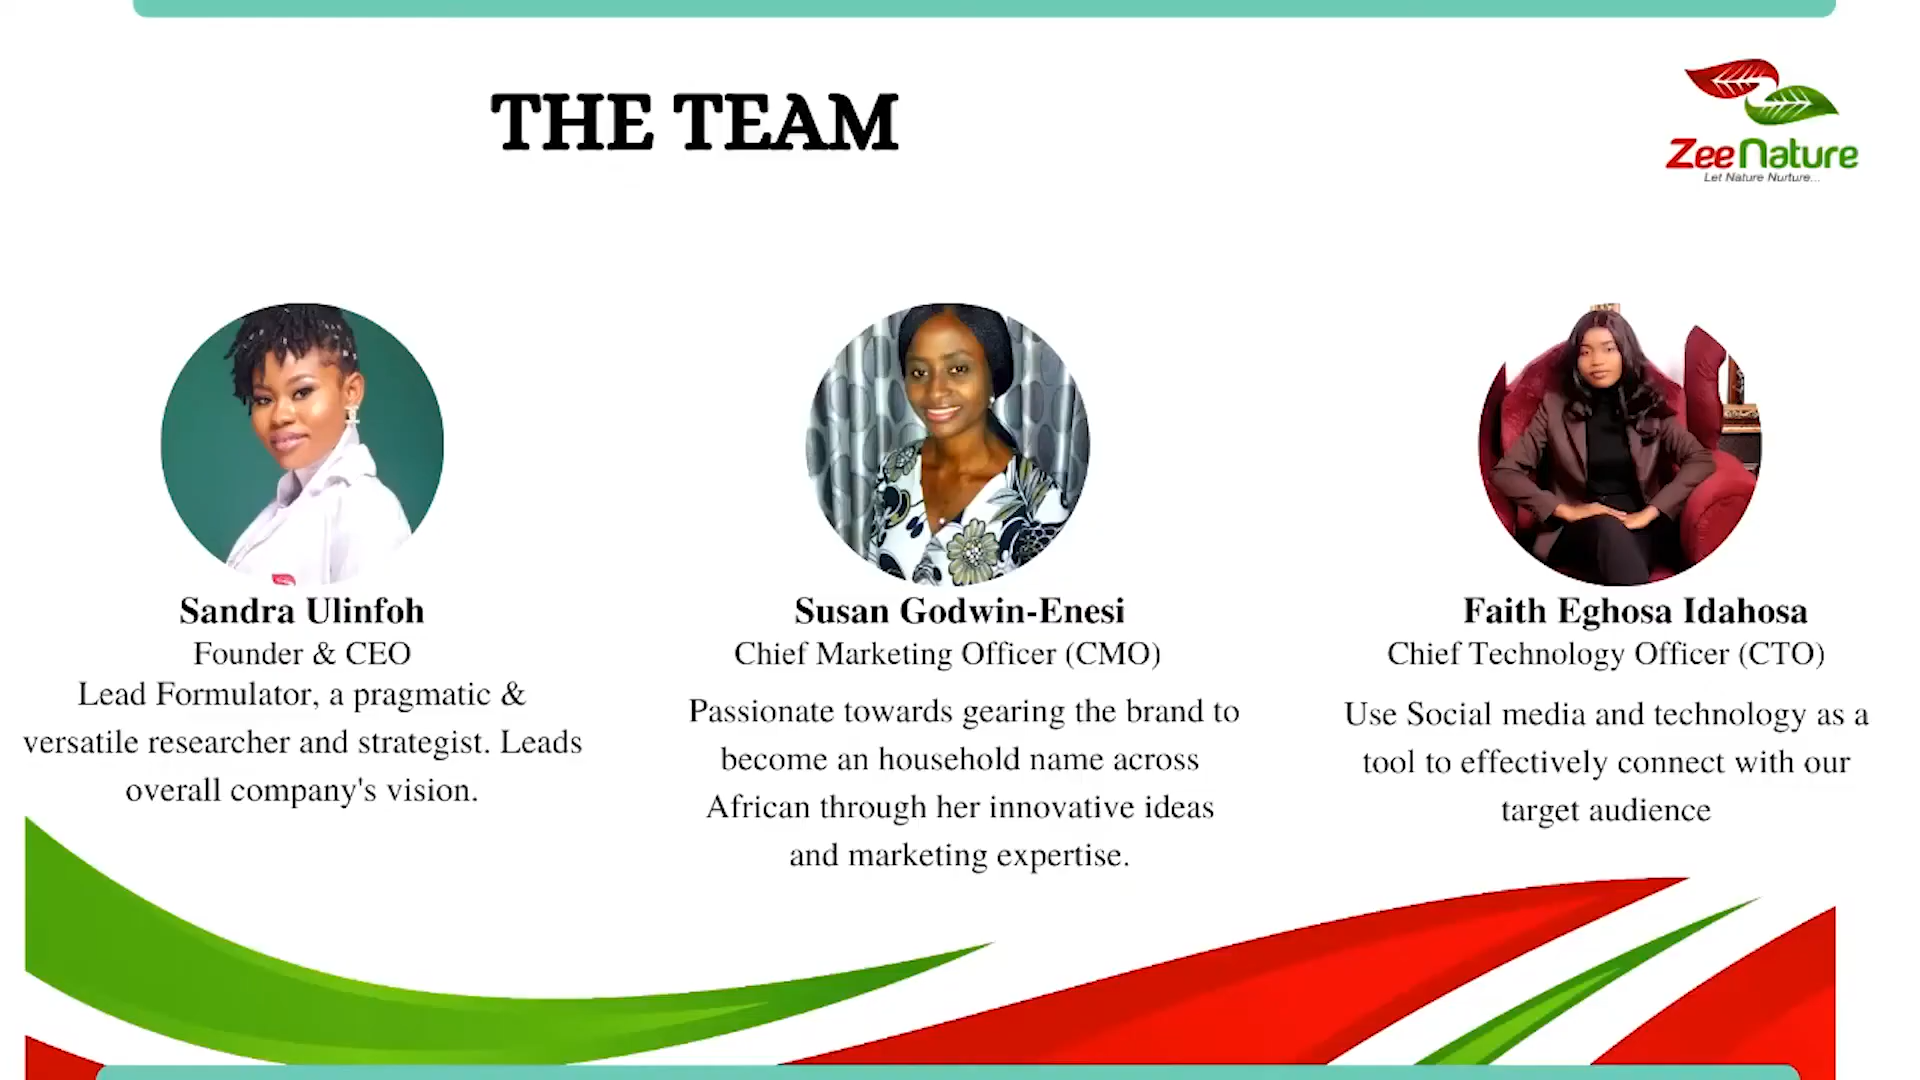 THE TEAM
ZeeNature
Let Nature Nurture...
Sandra Ulinfoh
Founder & CEO
Lead Formulator, a pragmatic &
versatile researcher and strategist. Leads
overall company's vision.
Susan Godwin-Enesi
Chief Marketing Officer (CMO)
Passionate towards gearing the brand to
become an household name across
African through her innovative ideas
and marketing expertise.
Faith Eghosa Idahosa
Chief Technology Officer (CTO)
Use Social media and technology as a
tool to effectively connect with our
target audience